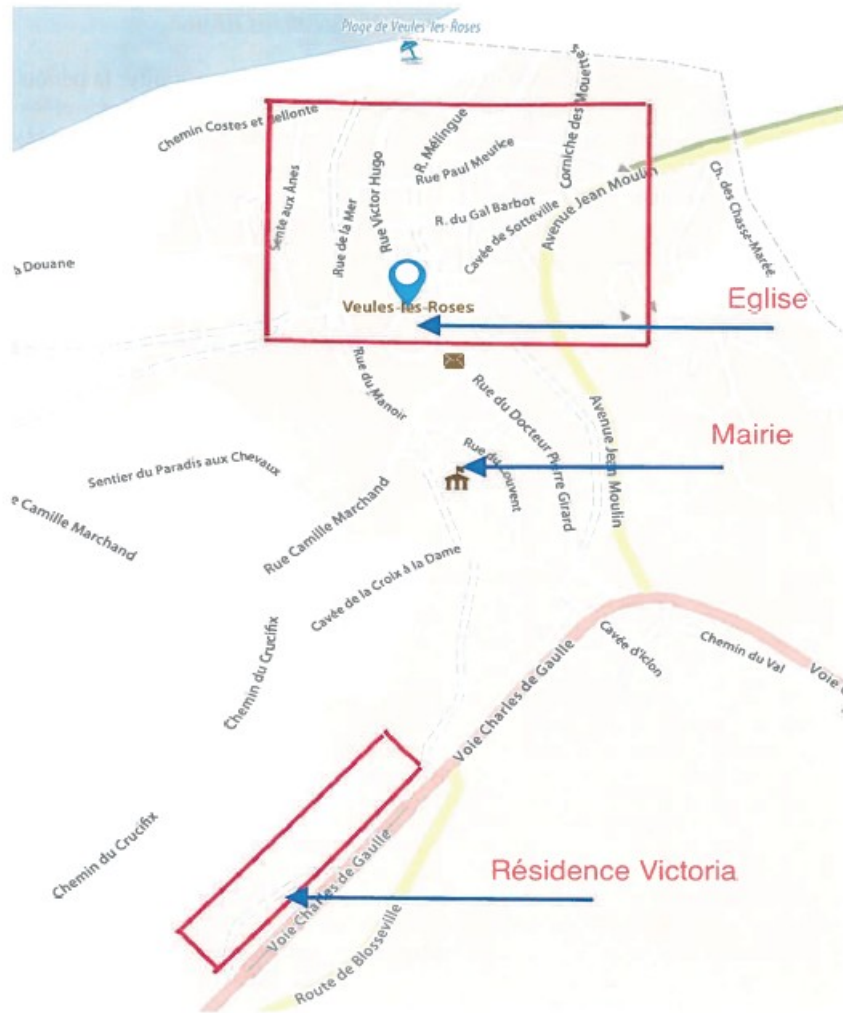 Plage de Veules-les-Roses
Corniche des Mouettes
Chemin Costes et Bellonte
R. Mélingue
Rue Paul Meurice
Rue Victor Hugo
Sente aux Ânes
Rue de la Mer
R. du Gal Barbot
Cavée de Sotteville
Avenue Jean Moulin
Ch. des Chasse-Marée
a Douane
Veules-les-Roses
Eglise
Rue du Manoir
Rue du Docteur Pierre Girard
Avenue Jean Moulin
Mairie
Rue du Couvent
Sentier du Paradis aux Chevaux
e Camille Marchand
Rue Camille Marchand
Cavée de la Croix à la Dame
Chemin du Crucifix
Voie Charles de Gaulle
Cavée d'Iclon
Chemin du Val
Voie
Chemin du Crucifix
Voie Charles de Gaulle
Résidence Victoria
Route de Blosseville